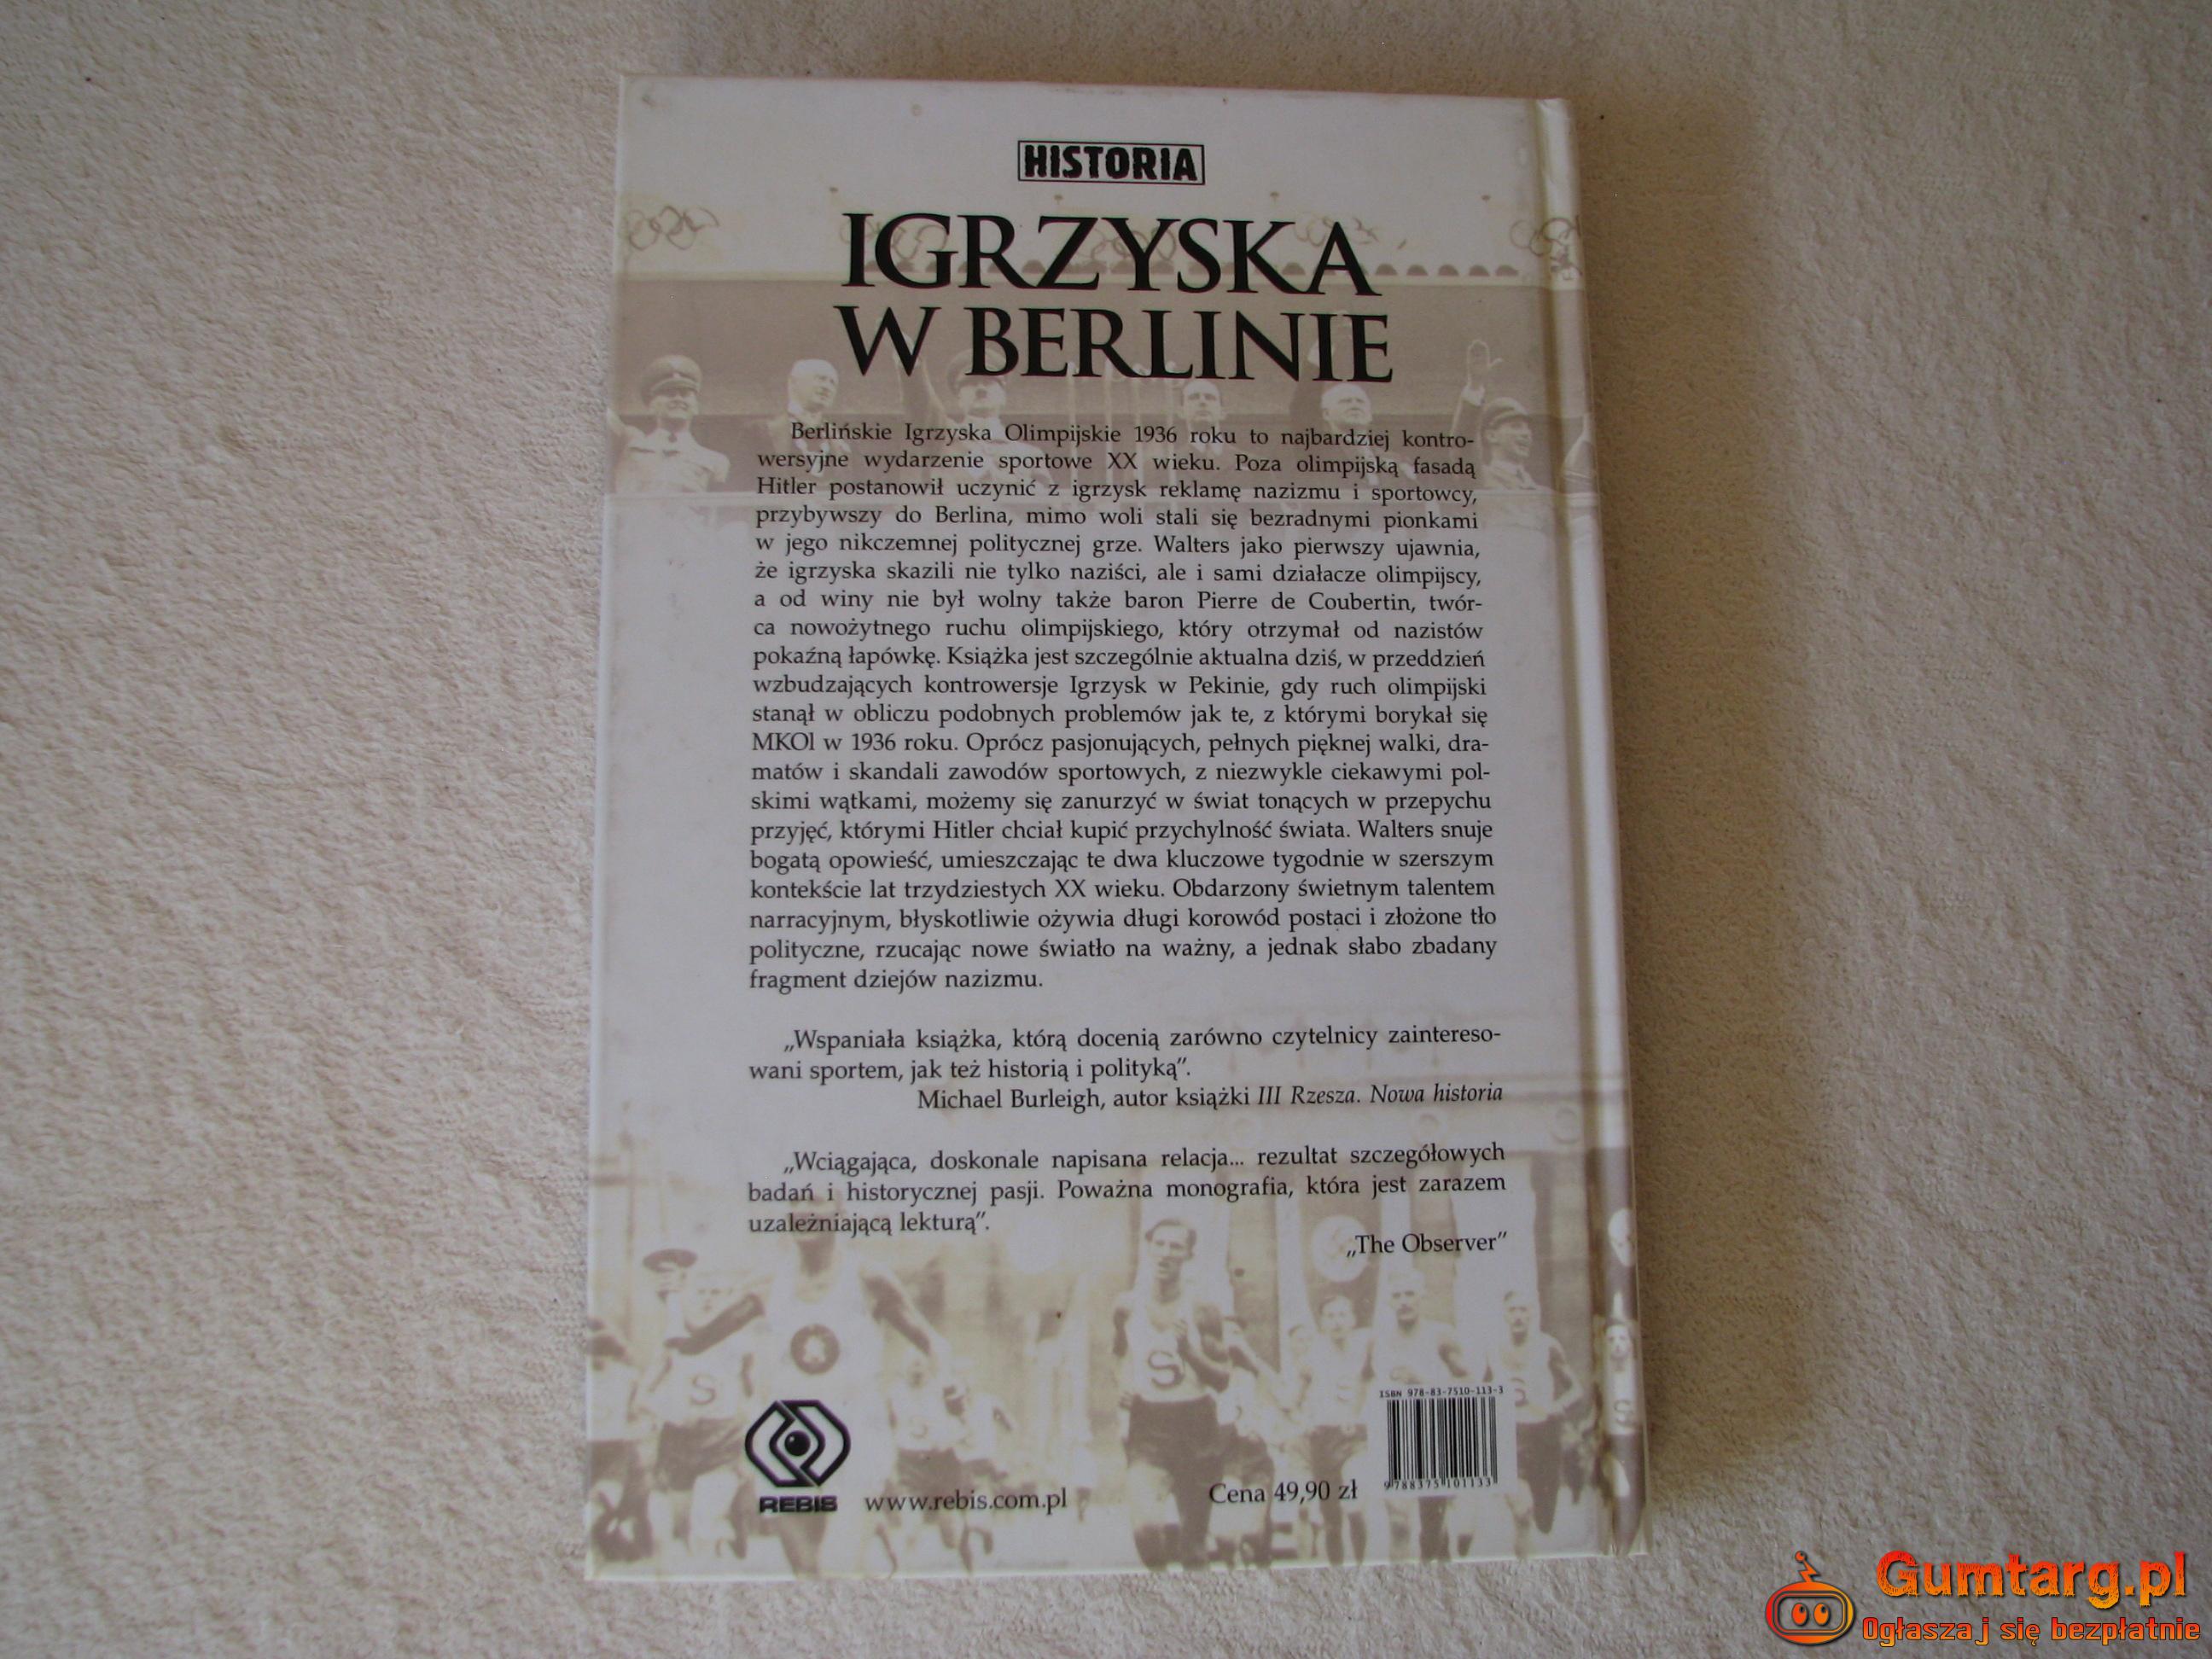 HISTORIA
IGRZYSKA
W BERLINIE
Berlińskie Igrzyska Olimpijskie 1936 roku to najbardziej kontro-
wersyjne wydarzenie sportowe XX wieku. Poza olimpijską fasadą
Hitler postanowił uczynić z igrzysk reklamę nazizmu i sportowcy,
przybywszy do Berlina, mimo woli stali się bezradnymi pionkami
w jego nikczemnej politycznej grze. Walters jako pierwszy ujawnia,
że igrzyska skazili nie tylko naziści, ale i sami działacze olimpijscy,
a od winy nie był wolny także baron Pierre de Coubertin, twór-
ca nowożytnego ruchu olimpijskiego, który otrzymał od nazistów
pokaźną łapówkę. Książka jest szczególnie aktualna dziś, w przeddzień
wzbudzających kontrowersje Igrzysk w Pekinie, gdy ruch olimpijski
stanął w obliczu podobnych problemów jak te, z którymi borykał się
MKOl w 1936 roku. Oprócz pasjonujących, pełnych pięknej walki, dra-
matów i skandali zawodów sportowych, z niezwykle ciekawymi pol-
skimi wątkami, możemy się zanurzyć w świat tonących w przepychu
przyjęć, którymi Hitler chciał kupić przychylność świata. Walters snuje
bogatą opowieść, umieszczając te dwa kluczowe tygodnie w szerszym
kontekście lat trzydziestych XX wieku. Obdarzony świetnym talentem
narracyjnym, błyskotliwie ożywia długi korowód postaci i złożone tło
polityczne, rzucając nowe światło na ważny, a jednak słabo zbadany
fragment dziejów nazizmu.
„Wspaniała książka, którą docenią zarówno czytelnicy zaintereso-
wani sportem, jak też historią i polityką”.
Michael Burleigh, autor książki III Rzesza. Nowa historia
„Wciągająca, doskonale napisana relacja... rezultat szczegółowych
badań i historycznej pasji. Poważna monografia, która jest zarazem
uzależniającą lekturą”.
„The Observer”
ISBN 978-83-7510-113-3
9 788375 101133
REBIS
www.rebis.com.pl
Cena 49,90 zł
Gumtarg.pl
Ogłaszaj się bezpłatnie